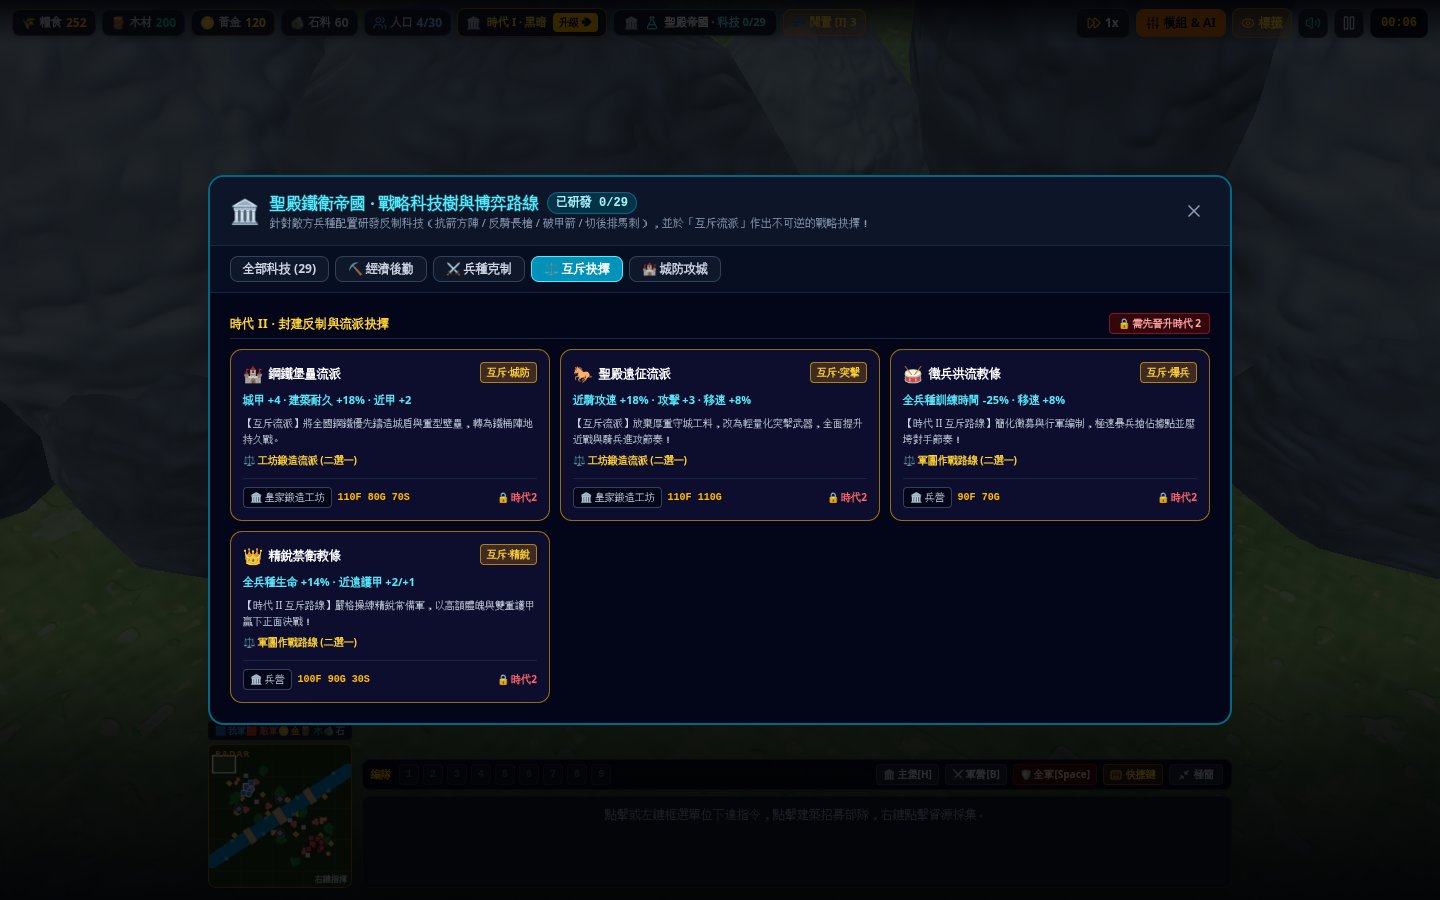 糧食 252 木材 200 黃金 120 石料 60 人口 4/30 時代 I · 黑暗 升級 聖殿帝國 · 科技 0/29 閒置 [I] 3 1x 模組 & AI 標籤 00:06
聖殿鐵衛帝國 · 戰略科技樹與博弈路線 已研發 0/29
針對敵方兵種配置研發反制科技（抗箭方陣 / 反騎長槍 / 破甲箭 / 切後排馬刺），並於「互斥流派」作出不可逆的戰略抉擇！
全部科技 (29) 經濟後勤 兵種克制 互斥抉擇 城防攻城
時代 II · 封建反制與流派抉擇 需先晉升時代 2
鋼鐵堡壘流派 互斥·城防
城甲 +4 · 建築耐久 +18% · 近甲 +2
【互斥流派】將全國鋼鐵優先鑄造城盾與重型壁壘，轉為鐵桶陣地
持久戰。
工坊鍛造流派 (二選一)
皇家鍛造工坊 110F 80G 70S 時代2
聖殿遠征流派 互斥·突擊
近騎攻速 +18% · 攻擊 +3 · 移速 +8%
【互斥流派】放棄厚重守城工料，改為輕量化突擊武器，全面提升
近戰與騎兵進攻節奏！
工坊鍛造流派 (二選一)
皇家鍛造工坊 110F 110G 時代2
徵兵洪流教條 互斥·爆兵
全兵種訓練時間 -25% · 移速 +8%
【時代 II 互斥路線】簡化徵募與行軍編制，極速暴兵搶佔據點並壓
垮對手節奏！
軍團作戰路線 (二選一)
兵營 90F 70G 時代2
精銳禁衛教條 互斥·精銳
全兵種生命 +14% · 近遠護甲 +2/+1
【時代 II 互斥路線】嚴格操練精銳常備軍，以高額體魄與雙重護甲
贏下正面決戰！
軍團作戰路線 (二選一)
兵營 100F 90G 30S 時代2
我軍 敵軍 金 木 石
RADAR
右鍵指揮
編隊 1 2 3 4 5 6 7 8 9 主堡[H] 軍營[B] 全軍[Space] 快捷鍵 極簡
點擊或左鍵框選單位下達指令，點擊建築招募部隊，右鍵點擊資源採集。